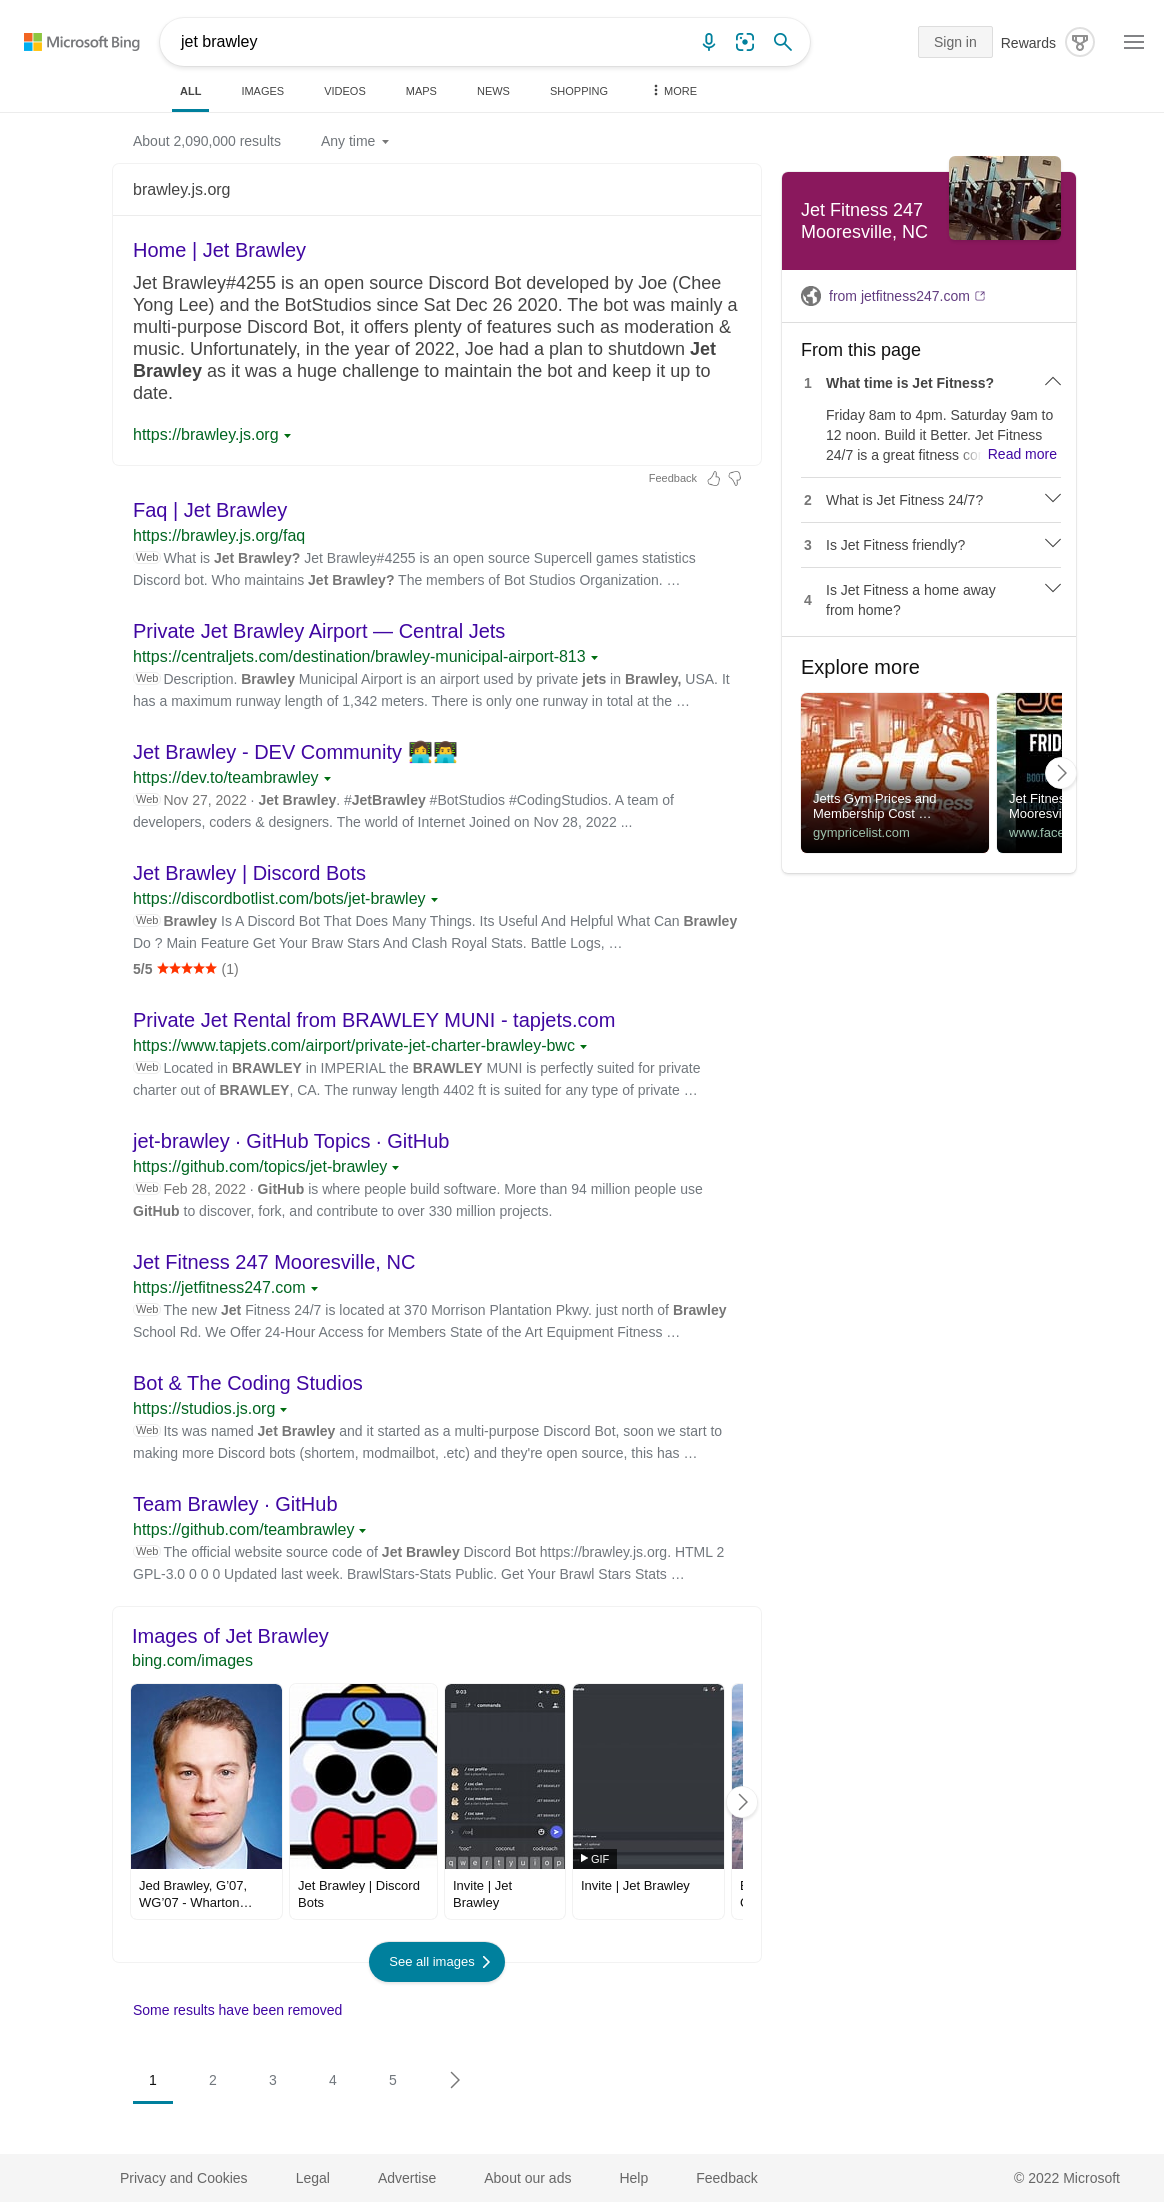 Microsoft Bing
jet brawley
Sign in
Rewards
ALL
IMAGES
VIDEOS
MAPS
NEWS
SHOPPING
MORE
About 2,090,000 results
Any time
brawley.js.org
Home | Jet Brawley
Jet Brawley#4255 is an open source Discord Bot developed by Joe (Chee
Yong Lee) and the BotStudios since Sat Dec 26 2020. The bot was mainly a
multi-purpose Discord Bot, it offers plenty of features such as moderation &
music. Unfortunately, in the year of 2022, Joe had a plan to shutdown Jet
Brawley as it was a huge challenge to maintain the bot and keep it up to
date.
https://brawley.js.org
Feedback
Faq | Jet Brawley
https://brawley.js.org/faq
Web What is Jet Brawley? Jet Brawley#4255 is an open source Supercell games statistics
Discord bot. Who maintains Jet Brawley? The members of Bot Studios Organization. …
Private Jet Brawley Airport — Central Jets
https://centraljets.com/destination/brawley-municipal-airport-813
Web Description. Brawley Municipal Airport is an airport used by private jets in Brawley, USA. It
has a maximum runway length of 1,342 meters. There is only one runway in total at the …
Jet Brawley - DEV Community 👩‍💻👨‍💻
https://dev.to/teambrawley
Web Nov 27, 2022 · Jet Brawley. #JetBrawley #BotStudios #CodingStudios. A team of
developers, coders & designers. The world of Internet Joined on Nov 28, 2022 ...
Jet Brawley | Discord Bots
https://discordbotlist.com/bots/jet-brawley
Web Brawley Is A Discord Bot That Does Many Things. Its Useful And Helpful What Can Brawley
Do ? Main Feature Get Your Braw Stars And Clash Royal Stats. Battle Logs, …
5/5 ★★★★★ (1)
Private Jet Rental from BRAWLEY MUNI - tapjets.com
https://www.tapjets.com/airport/private-jet-charter-brawley-bwc
Web Located in BRAWLEY in IMPERIAL the BRAWLEY MUNI is perfectly suited for private
charter out of BRAWLEY, CA. The runway length 4402 ft is suited for any type of private …
jet-brawley · GitHub Topics · GitHub
https://github.com/topics/jet-brawley
Web Feb 28, 2022 · GitHub is where people build software. More than 94 million people use
GitHub to discover, fork, and contribute to over 330 million projects.
Jet Fitness 247 Mooresville, NC
https://jetfitness247.com
Web The new Jet Fitness 24/7 is located at 370 Morrison Plantation Pkwy. just north of Brawley
School Rd. We Offer 24-Hour Access for Members State of the Art Equipment Fitness …
Bot & The Coding Studios
https://studios.js.org
Web Its was named Jet Brawley and it started as a multi-purpose Discord Bot, soon we start to
making more Discord bots (shortem, modmailbot, .etc) and they're open source, this has …
Team Brawley · GitHub
https://github.com/teambrawley
Web The official website source code of Jet Brawley Discord Bot https://brawley.js.org. HTML 2
GPL-3.0 0 0 0 Updated last week. BrawlStars-Stats Public. Get Your Brawl Stars Stats …
Images of Jet Brawley
bing.com/images
9:03
commands
/ coc profile
JET BRAWLEY
/ coc clan
JET BRAWLEY
/ coc members
JET BRAWLEY
/ coc save
JET BRAWLEY
/coc
"coc" coconut cockroach
q w e r t y u i o p
GIF
Jed Brawley, G’07,
WG’07 - Wharton…
Jet Brawley | Discord
Bots
Invite | Jet
Brawley
Invite | Jet Brawley
See all images
Some results have been removed
1
2
3
4
5
Jet Fitness 247
Mooresville, NC
from jetfitness247.com
From this page
1 What time is Jet Fitness?
Friday 8am to 4pm. Saturday 9am to
12 noon. Build it Better. Jet Fitness
24/7 is a great fitness co Read more
2 What is Jet Fitness 24/7?
3 Is Jet Fitness friendly?
4 Is Jet Fitness a home away
from home?
Explore more
jetts
24 hour fitness
Jetts Gym Prices and
Membership Cost …
gympricelist.com
FRID
Jet Fitnes
Mooresvi
www.face
Privacy and Cookies
Legal
Advertise
About our ads
Help
Feedback
© 2022 Microsoft